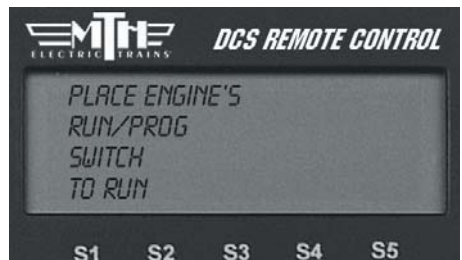 MTH
ELECTRIC TRAINS
DCS REMOTE CONTROL
PLACE ENGINE'S
RUN/PROG
SWITCH
TO RUN
S1 S2 S3 S4 S5